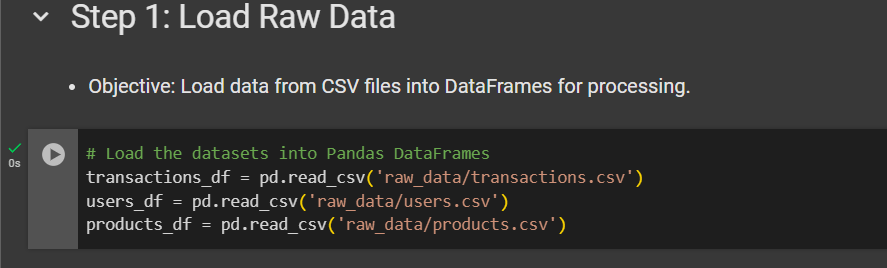 Step 1: Load Raw Data
• Objective: Load data from CSV files into DataFrames for processing.
# Load the datasets into Pandas DataFrames
transactions_df = pd.read_csv('raw_data/transactions.csv')
0s
users_df = pd.read_csv('raw_data/users.csv')
products_df = pd.read_csv('raw_data/products.csv')